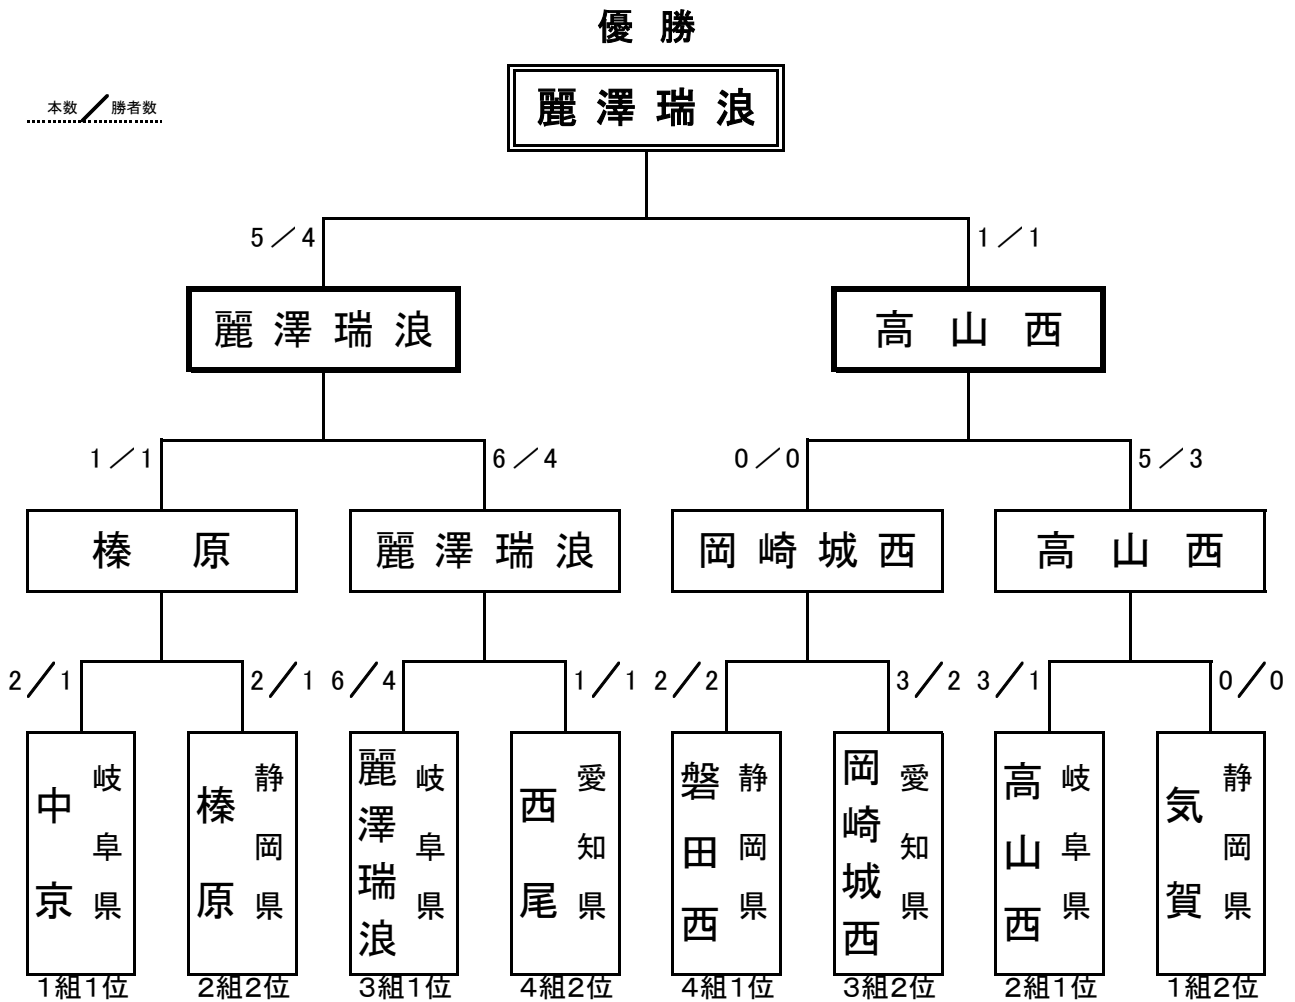 優勝
麗澤瑞浪
本数／勝者数
5／4
1／1
麗澤瑞浪
高山西
1／1
6／4
0／0
5／3
榛原
麗澤瑞浪
岡崎城西
高山西
2／1
2／1
6／4
1／1
2／2
3／2
3／1
0／0
岐阜県
中京
静岡県
榛原
岐阜県
麗澤瑞浪
愛知県
西尾
静岡県
磐田西
愛知県
岡崎城西
岐阜県
高山西
静岡県
気賀
1組1位
2組2位
3組1位
4組2位
4組1位
3組2位
2組1位
1組2位